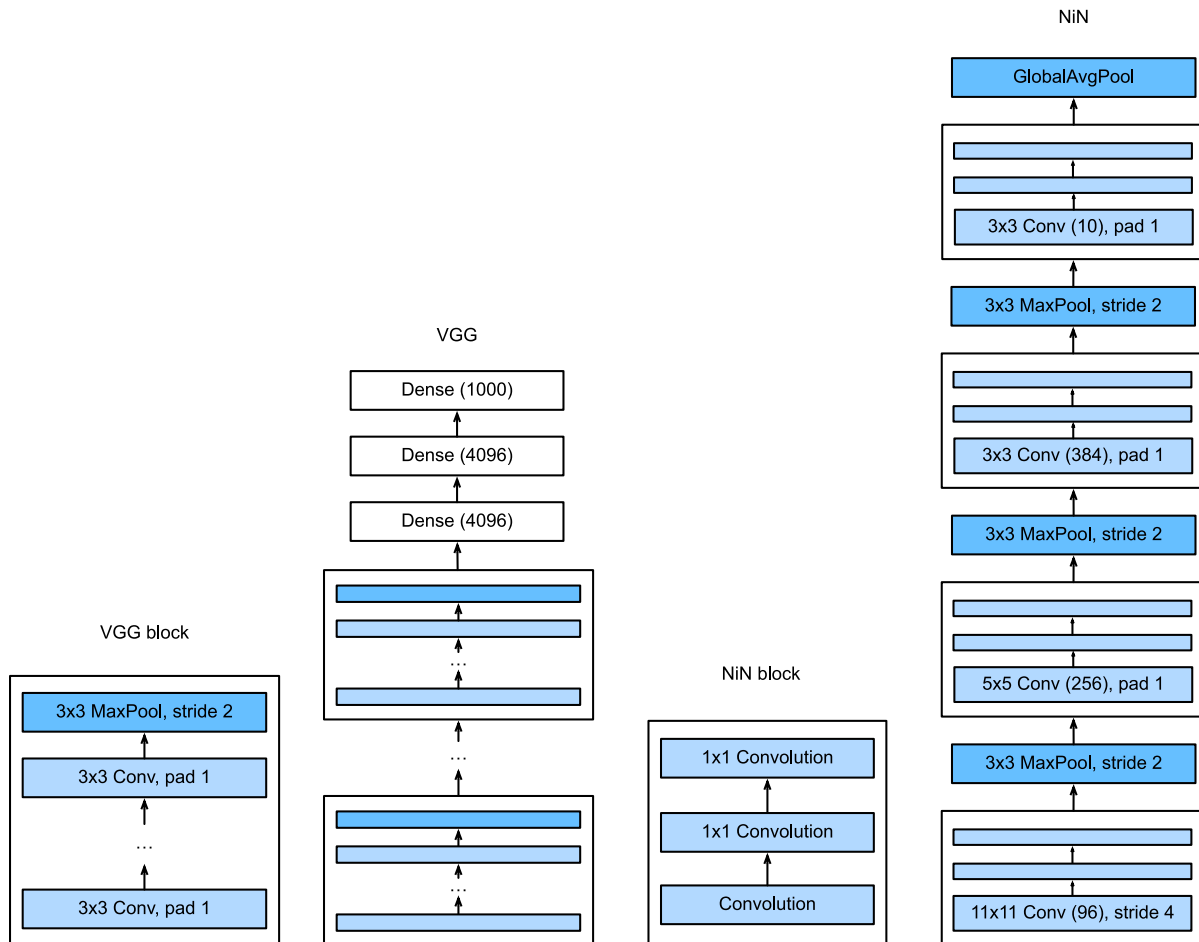 VGG block
3x3 MaxPool, stride 2
3x3 Conv, pad 1
...
3x3 Conv, pad 1
VGG
Dense (1000)
Dense (4096)
Dense (4096)
...
...
...
NiN block
1x1 Convolution
1x1 Convolution
Convolution
NiN
GlobalAvgPool
3x3 Conv (10), pad 1
3x3 MaxPool, stride 2
3x3 Conv (384), pad 1
3x3 MaxPool, stride 2
5x5 Conv (256), pad 1
3x3 MaxPool, stride 2
11x11 Conv (96), stride 4